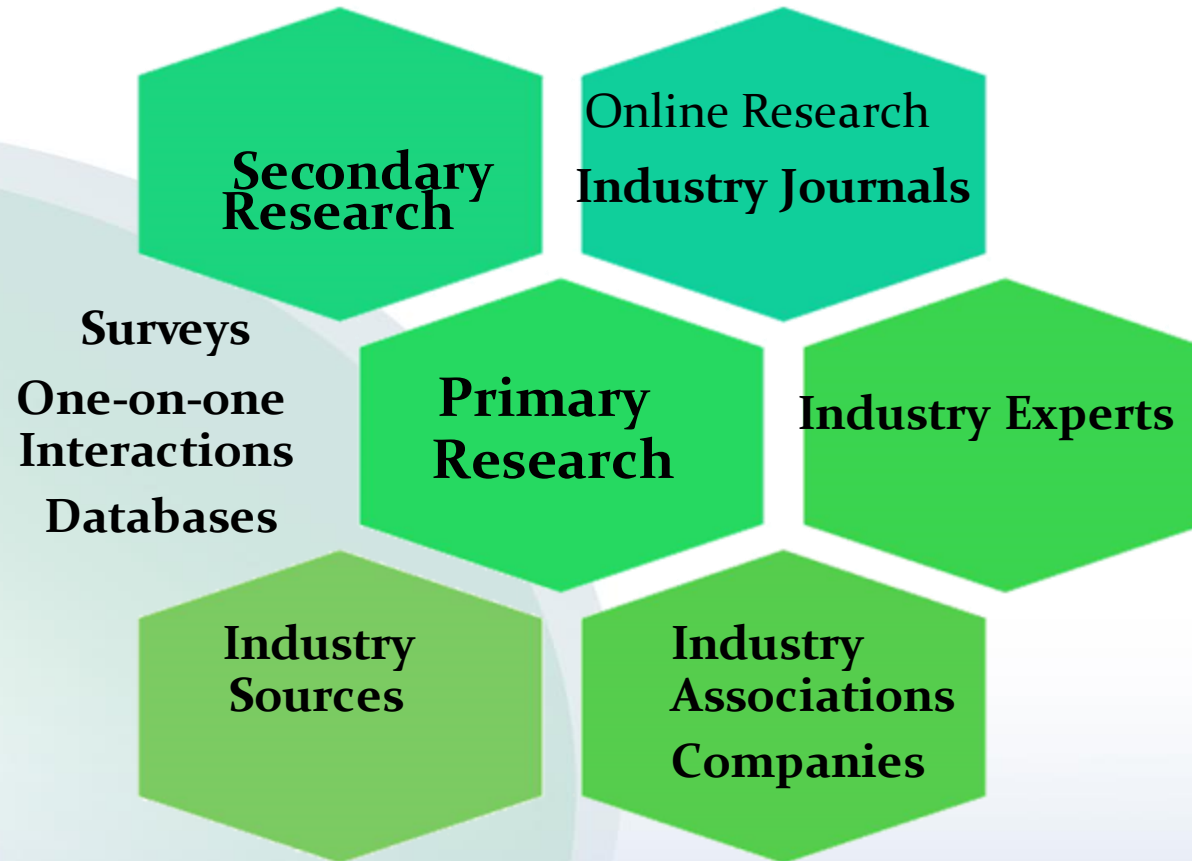 Secondary
Research
Online Research
Industry Journals
Surveys
One-on-one
Interactions
Databases
Primary
Research
Industry Experts
Industry
Sources
Industry
Associations
Companies